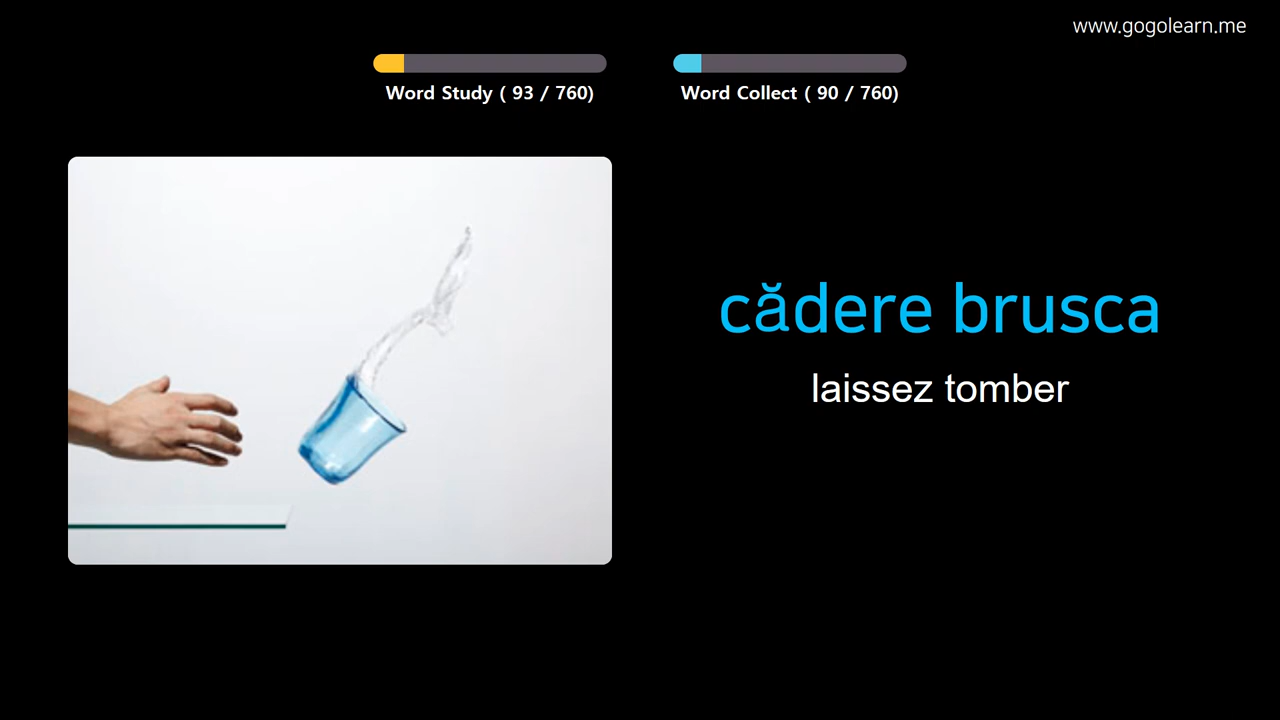 www.gogolearn.me
Word Study ( 93 / 760)
Word Collect ( 90 / 760)
cădere brusca
laissez tomber